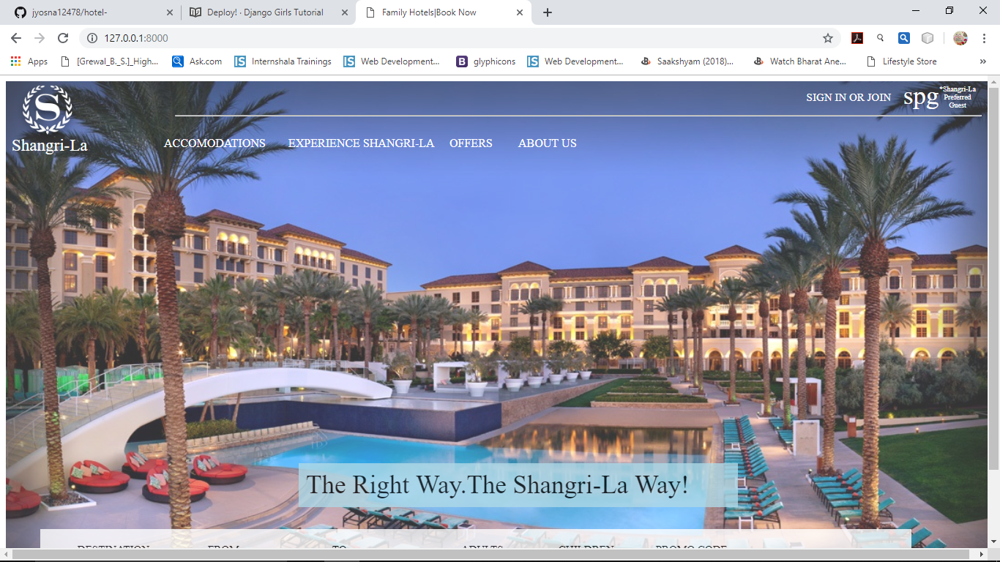 jyosna12478/hotel-
Deploy! · Django Girls Tutorial
Family Hotels|Book Now
127.0.0.1:8000
Apps
[Grewal_B._S.]_High...
Ask.com
IS Internshala Trainings
IS Web Development...
B glyphicons
IS Web Development...
Saakshyam (2018)...
Watch Bharat Ane...
Lifestyle Store
»
S
Shangri-La
SIGN IN OR JOIN
spg
*Shangri-La
Preferred
Guest
ACCOMODATIONS
EXPERIENCE SHANGRI-LA
OFFERS
ABOUT US
The Right Way.The Shangri-La Way!
DESTINATION
FROM
TO
ADULTS
CHILDREN
PROMO CODE